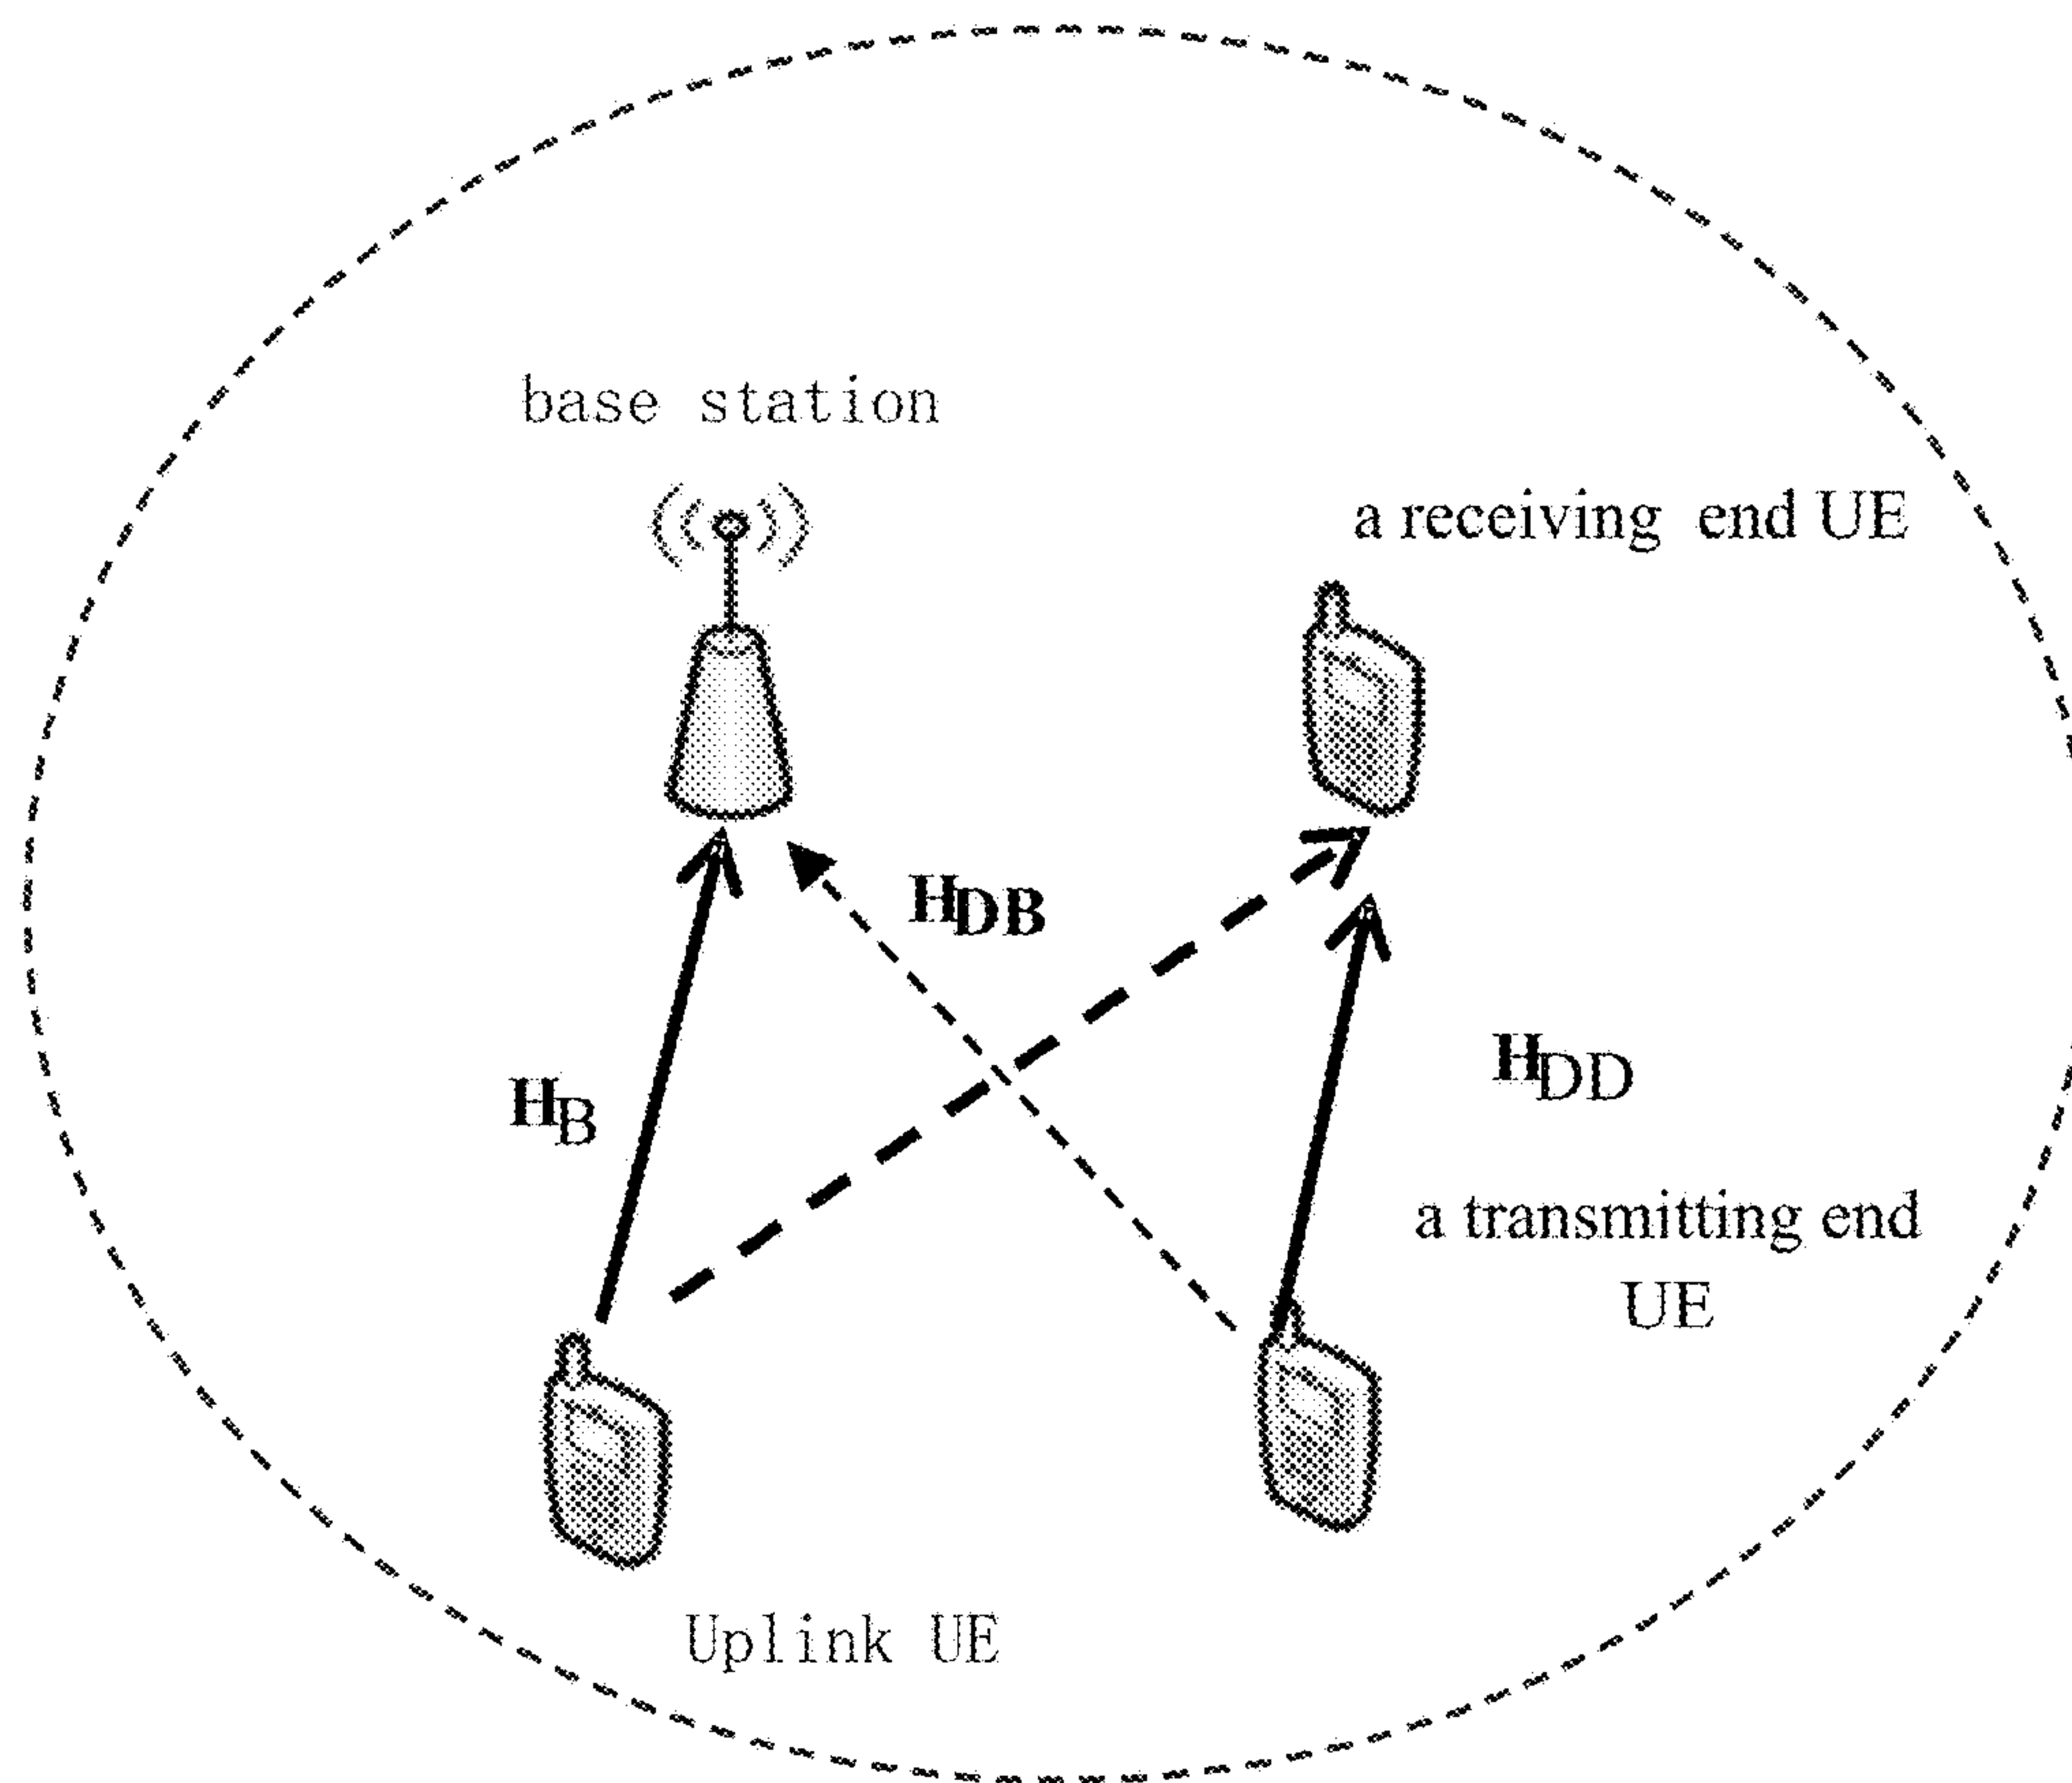 base station
a receiving end UE
HDB
HDD
HB
a transmitting end
UE
Uplink UE